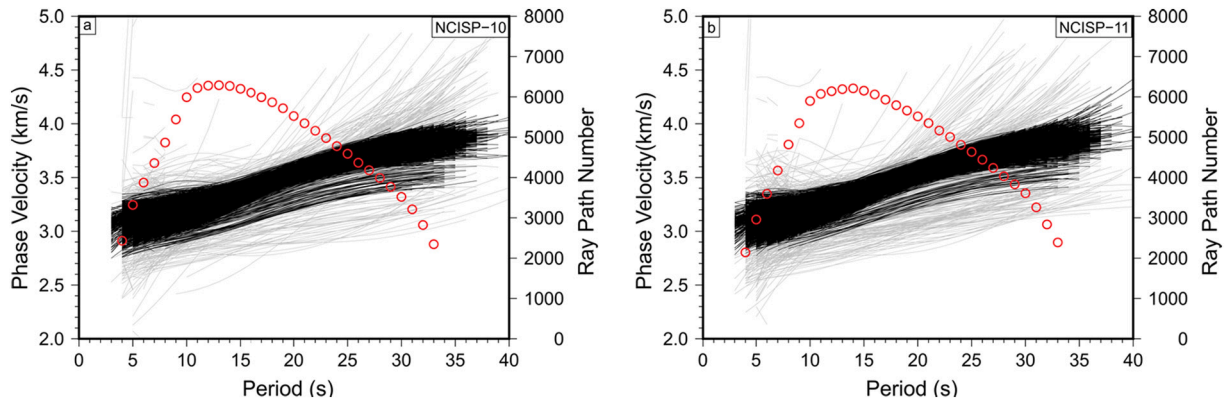 a
NCISP−10
5.0
4.5
4.0
3.5
3.0
2.5
2.0
Phase Velocity (km/s)
8000
7000
6000
5000
4000
3000
2000
1000
0
Ray Path Number
0 5 10 15 20 25 30 35 40
Period (s)
b
NCISP−11
5.0
4.5
4.0
3.5
3.0
2.5
2.0
Phase Velocity(km/s)
8000
7000
6000
5000
4000
3000
2000
1000
0
Ray Path Number
0 5 10 15 20 25 30 35 40
Period (s)